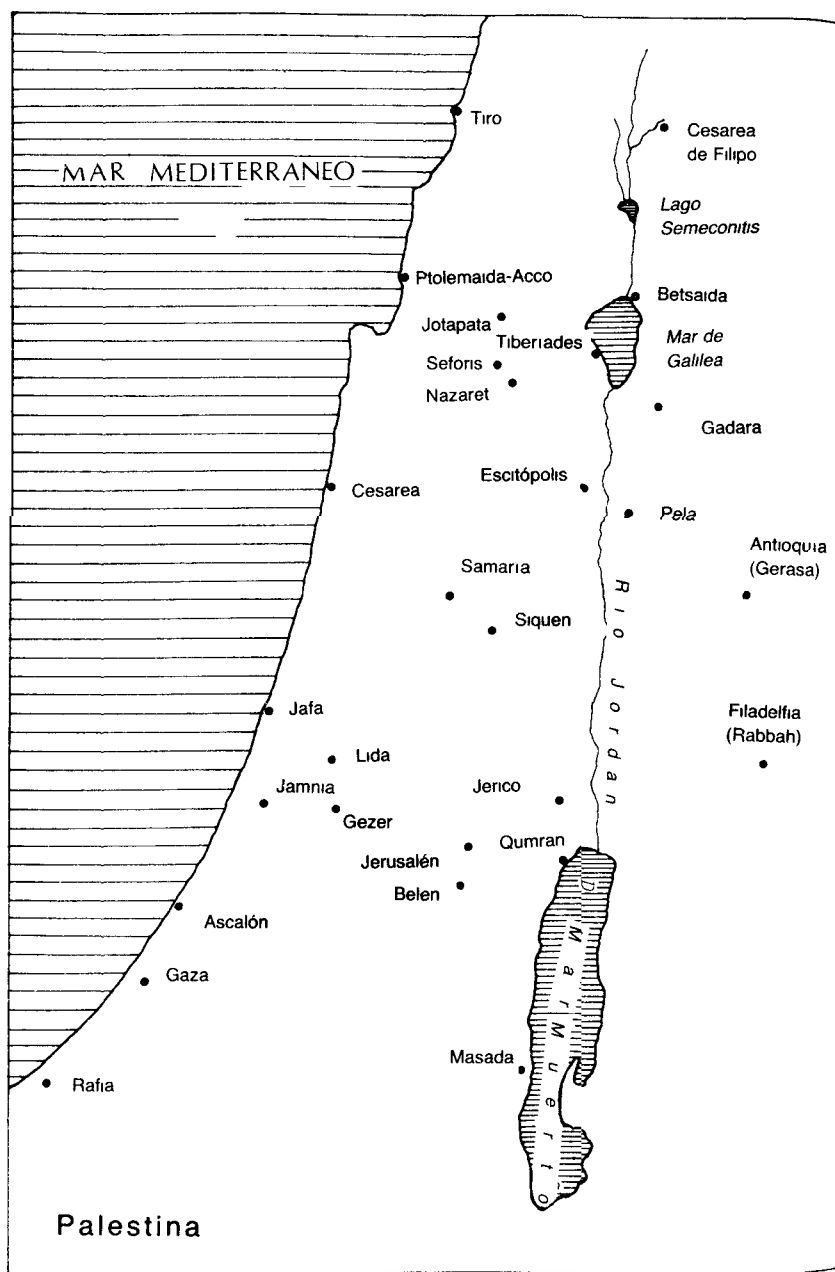 Tiro
Cesarea
de Filipo
MAR MEDITERRANEO
Lago
Semeconitis
Ptolemaida-Acco
Betsaida
Jotapata
Tiberiades
Mar de
Galilea
Seforis
Nazaret
Gadara
Cesarea
Escitópolis
Pela
Antioquia
(Gerasa)
Samaria
Siquen
Rio Jordan
Jafa
Filadelfia
(Rabbah)
Lida
Jamnia
Jerico
Gezer
Jerusalén
Qumran
Belen
Mar Muerto
Ascalón
Gaza
Masada
Rafia
Palestina